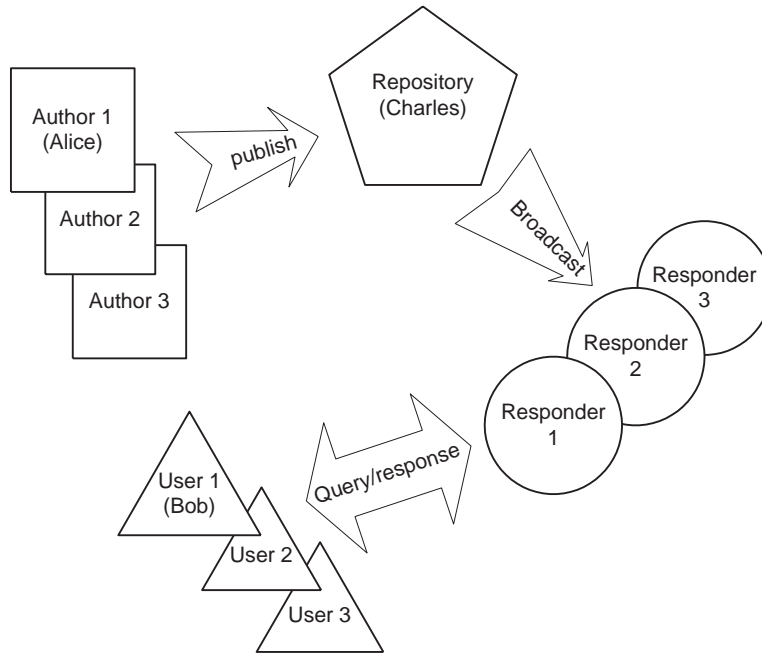 Repository
(Charles)
Author 1
(Alice)
publish
Author 2
Broadcast
Author 3
Responder
3
Responder
2
Responder
1
Query/response
User 1
(Bob)
User 2
User 3